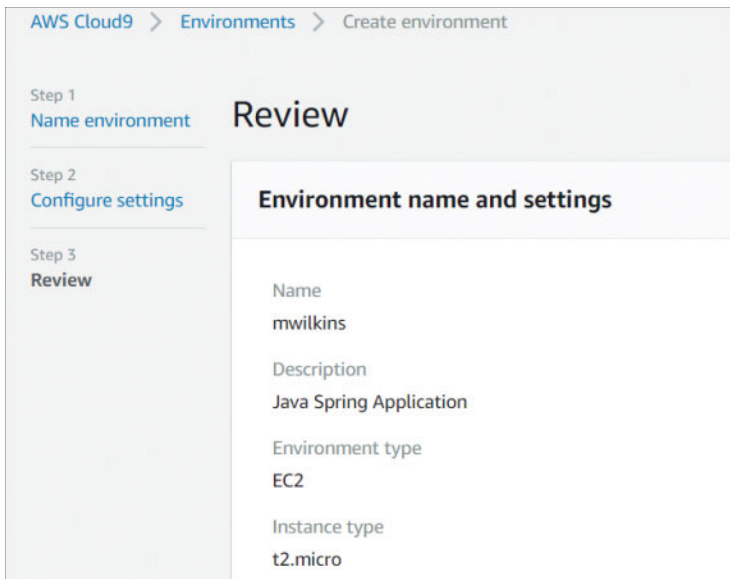 AWS Cloud9 > Environments > Create environment
Step 1
Name environment
Step 2
Configure settings
Step 3
Review
Review
Environment name and settings
Name
mwilkins
Description
Java Spring Application
Environment type
EC2
Instance type
t2.micro